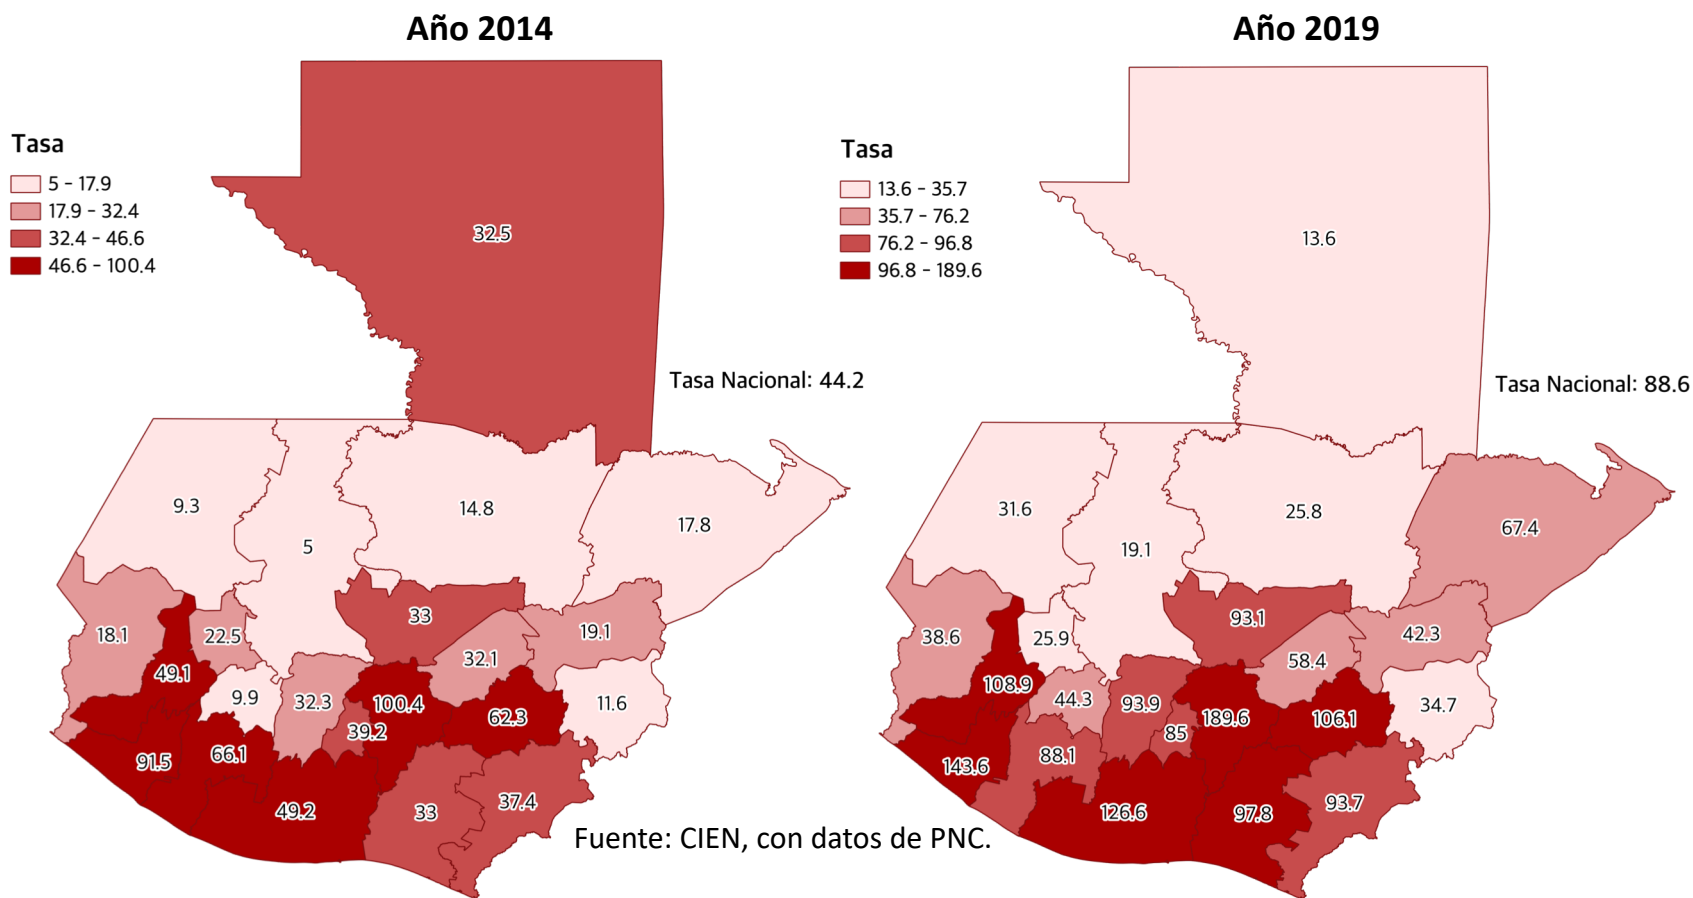 Año 2014
Tasa
5 - 17.9
17.9 - 32.4
32.4 - 46.6
46.6 - 100.4
32.5
Tasa Nacional: 44.2
9.3
5
14.8
17.8
18.1
22.5
33
19.1
49.1
32.1
9.9
32.3
100.4
39.2
62.3
11.6
91.5
66.1
49.2
33
37.4
Año 2019
Tasa
13.6 - 35.7
35.7 - 76.2
76.2 - 96.8
96.8 - 189.6
13.6
Tasa Nacional: 88.6
31.6
19.1
25.8
67.4
38.6
25.9
93.1
42.3
108.9
58.4
44.3
93.9
189.6
85
106.1
34.7
143.6
88.1
126.6
97.8
93.7
Fuente: CIEN, con datos de PNC.